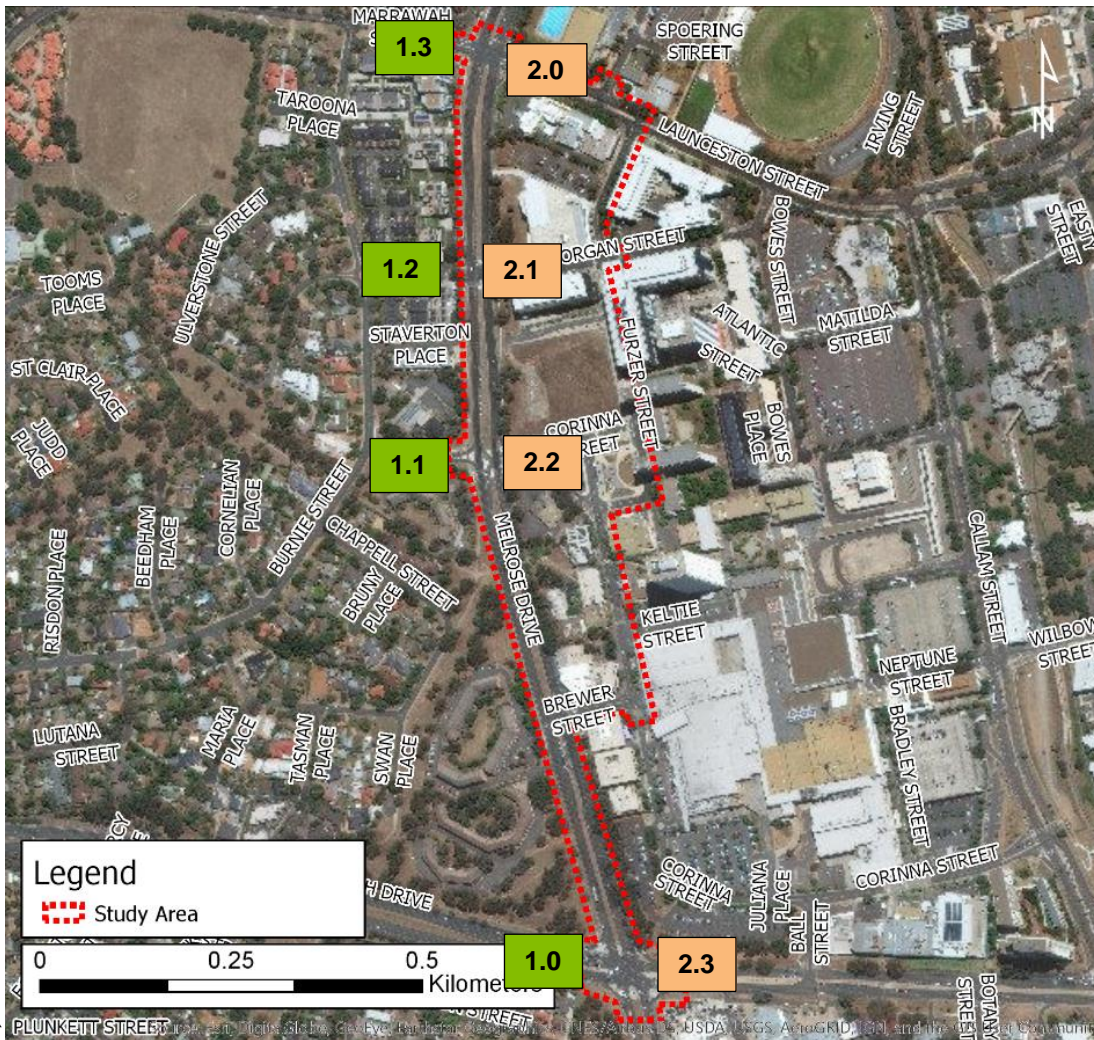 MARRAWAH
1.3
SPOERING
STREET
2.0
TAROONA
PLACE
LAUNCESTON STREET
IRVING
STREET
ULVERSTONE STREET
BOWES STREET
EASTY
STREET
1.2
2.1
ORGAN STREET
TOOMS
PLACE
STAVERTON
PLACE
FURZER STREET
ATLANTIC
STREET
MATILDA
STREET
ST CLAIR PLACE
JUDD
PLACE
1.1
CORINNA
STREET
2.2
BOWES
PLACE
CORNELIAN
PLACE
BEEDHAM
PLACE
RISDON PLACE
BURNIE STREET
CHAPPELL STREET
BRUNY
PLACE
MELROSE DRIVE
CALLAM STREET
KELTIE
STREET
WILBOW
STREET
NEPTUNE
STREET
BREWER
STREET
BRADLEY STREET
LUTANA
STREET
MARIA
PLACE
TASMAN
PLACE
SWAN
PLACE
Legend
Study Area
H DRIVE
CORINNA
STREET
JULIANA
PLACE
BALL
STREET
CORINNA STREET
0 0.25 0.5
Kilometers
1.0
2.3
BOTANY
STREET
PLUNKETT STREET
STREET